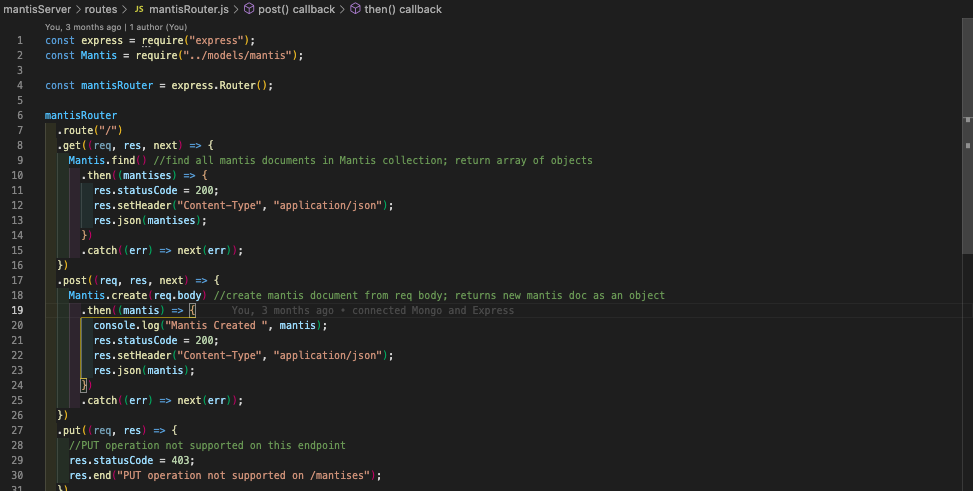 mantisServer > routes > JS mantisRouter.js > post() callback > then() callback
You, 3 months ago | 1 author (You)
1 const express = require("express");
2 const Mantis = require("../models/mantis");
3
4 const mantisRouter = express.Router();
5
6 mantisRouter
7 .route("/")
8 .get((req, res, next) => {
9 Mantis.find() //find all mantis documents in Mantis collection; return array of objects
10 .then((mantises) => {
11 res.statusCode = 200;
12 res.setHeader("Content-Type", "application/json");
13 res.json(mantises);
14 })
15 .catch((err) => next(err));
16 })
17 .post((req, res, next) => {
18 Mantis.create(req.body) //create mantis document from req body; returns new mantis doc as an object
19 .then((mantis) => { You, 3 months ago • connected Mongo and Express
20 console.log("Mantis Created ", mantis);
21 res.statusCode = 200;
22 res.setHeader("Content-Type", "application/json");
23 res.json(mantis);
24 })
25 .catch((err) => next(err));
26 })
27 .put((req, res) => {
28 //PUT operation not supported on this endpoint
29 res.statusCode = 403;
30 res.end("PUT operation not supported on /mantises");
31 })